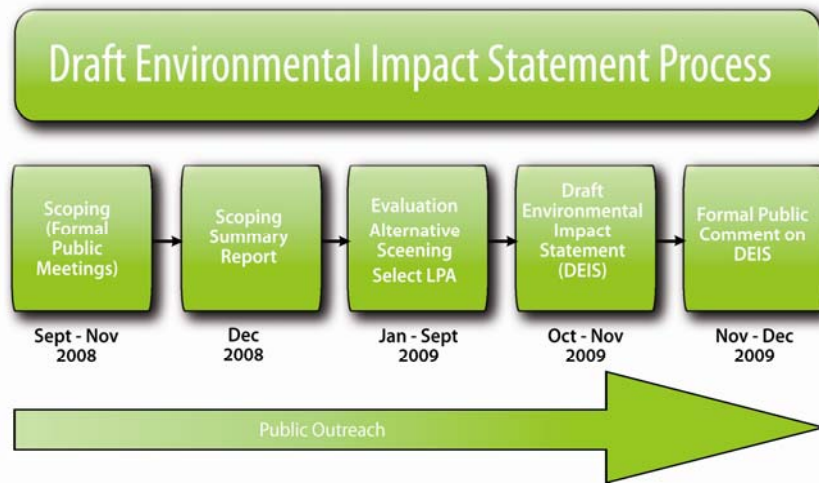 Draft Environmental Impact Statement Process
Scoping
(Formal
Public
Meetings)
Scoping
Summary
Report
Evaluation
Alternative
Sceening
Select LPA
Draft
Environmental
Impact
Statement
(DEIS)
Formal Public
Comment on
DEIS
Sept - Nov
2008
Dec
2008
Jan - Sept
2009
Oct - Nov
2009
Nov - Dec
2009
Public Outreach